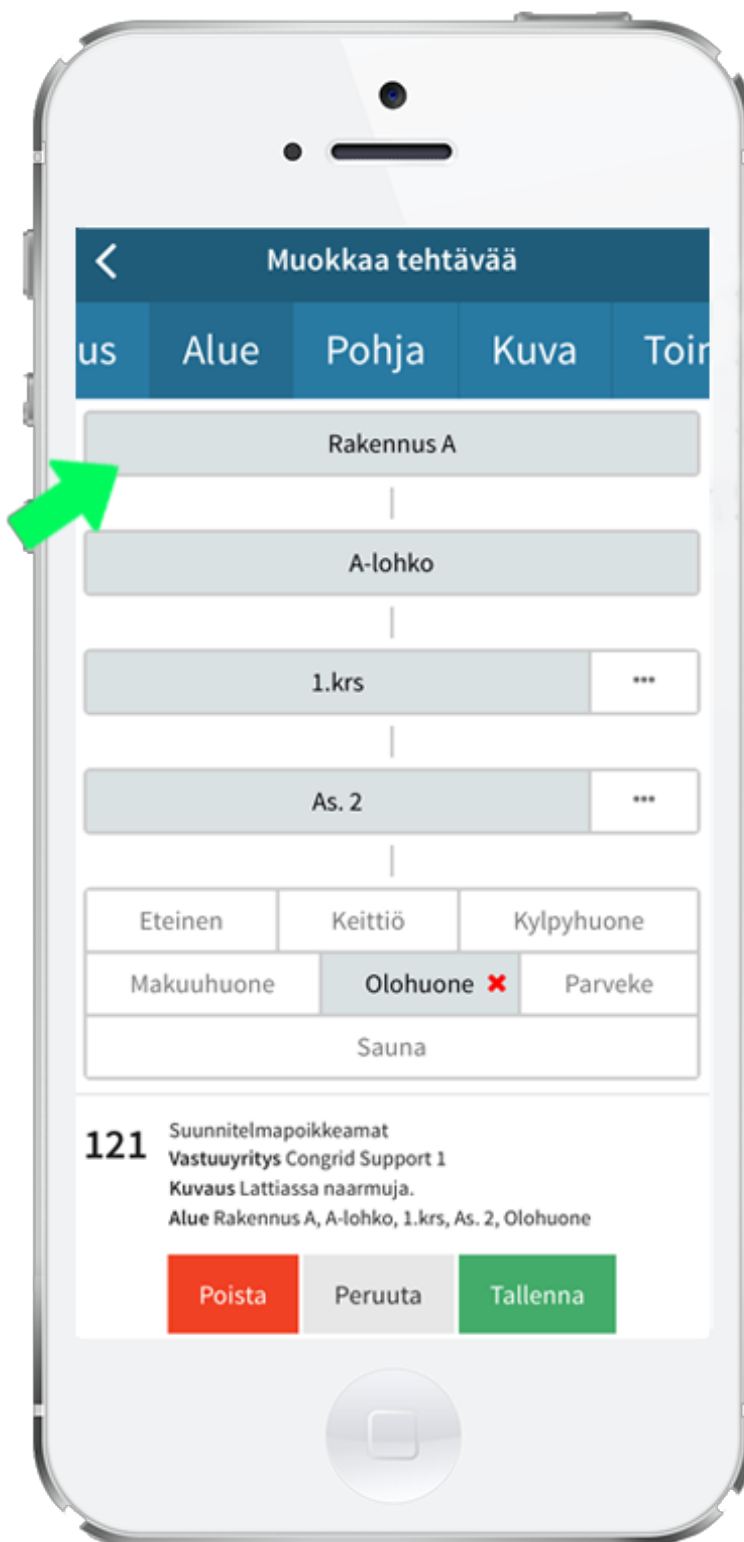 Muokkaa tehtävää
us Alue Pohja Kuva Toir
Rakennus A
A-lohko
1.krs •••
As. 2 •••
Eteinen Keittiö Kylpyhuone
Makuuhuone Olohuone ✖ Parveke
Sauna
121 Suunnitelmapoikkeamat
Vastuuyritys Congrid Support 1
Kuvaus Lattiassa naarmuja.
Alue Rakennus A, A-lohko, 1.krs, As. 2, Olohuone
Poista Peruuta Tallenna